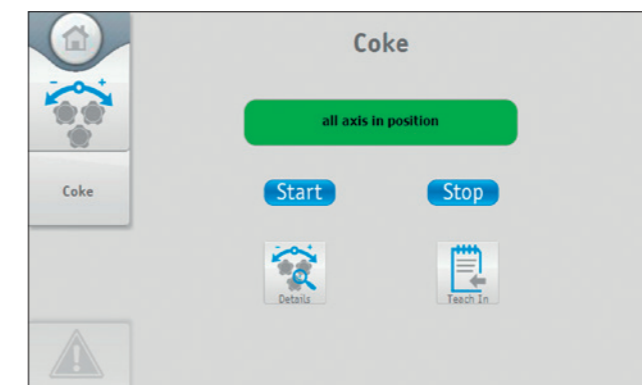 Coke
all axis in position
Coke
Start Stop
Details Teach In